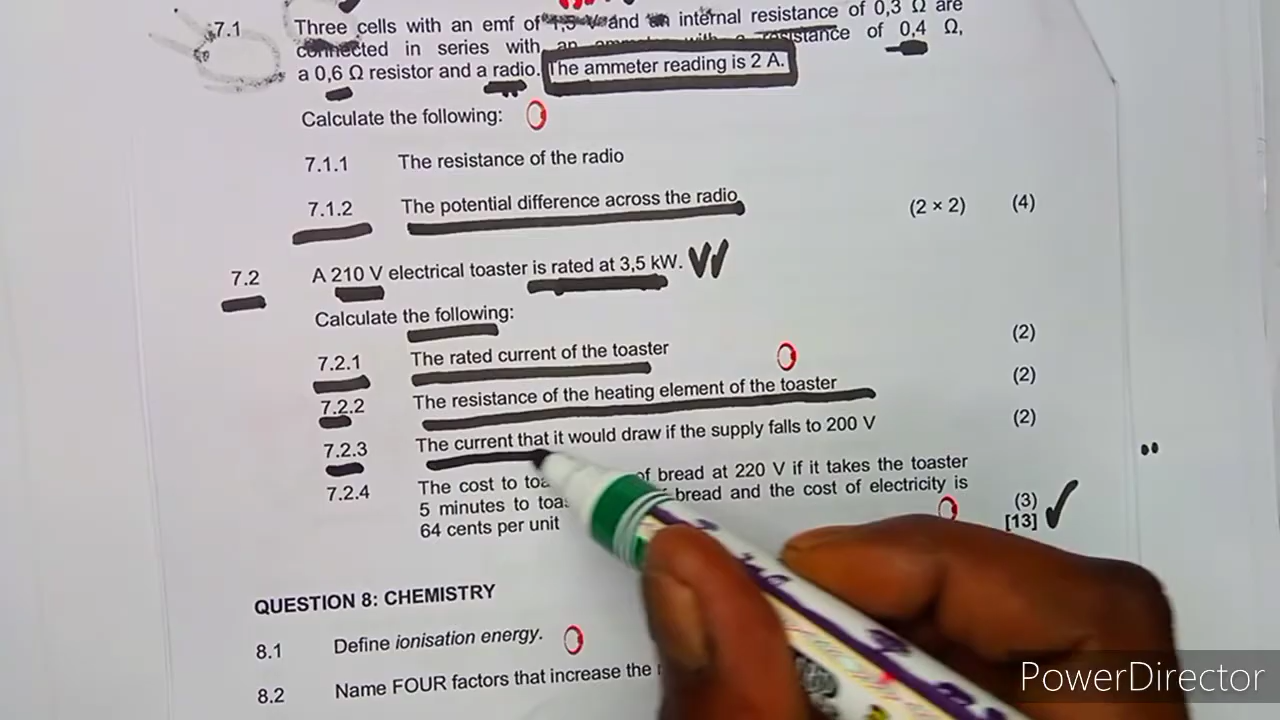 7.1 Three cells with an emf of 1,5 V and an internal resistance of 0,3 Ω are
connected in series with an ammeter with a resistance of 0,4 Ω,
a 0,6 Ω resistor and a radio. The ammeter reading is 2 A.
Calculate the following:
7.1.1 The resistance of the radio
7.1.2 The potential difference across the radio (2 × 2) (4)
7.2 A 210 V electrical toaster is rated at 3,5 kW.
Calculate the following:
7.2.1 The rated current of the toaster (2)
7.2.2 The resistance of the heating element of the toaster (2)
7.2.3 The current that it would draw if the supply falls to 200 V (2)
7.2.4 The cost to of bread at 220 V if it takes the toaster
5 minutes to bread and the cost of electricity is
64 cents per unit (3)
[13]
QUESTION 8: CHEMISTRY
8.1 Define ionisation energy.
8.2 Name FOUR factors that increase the
PowerDirector